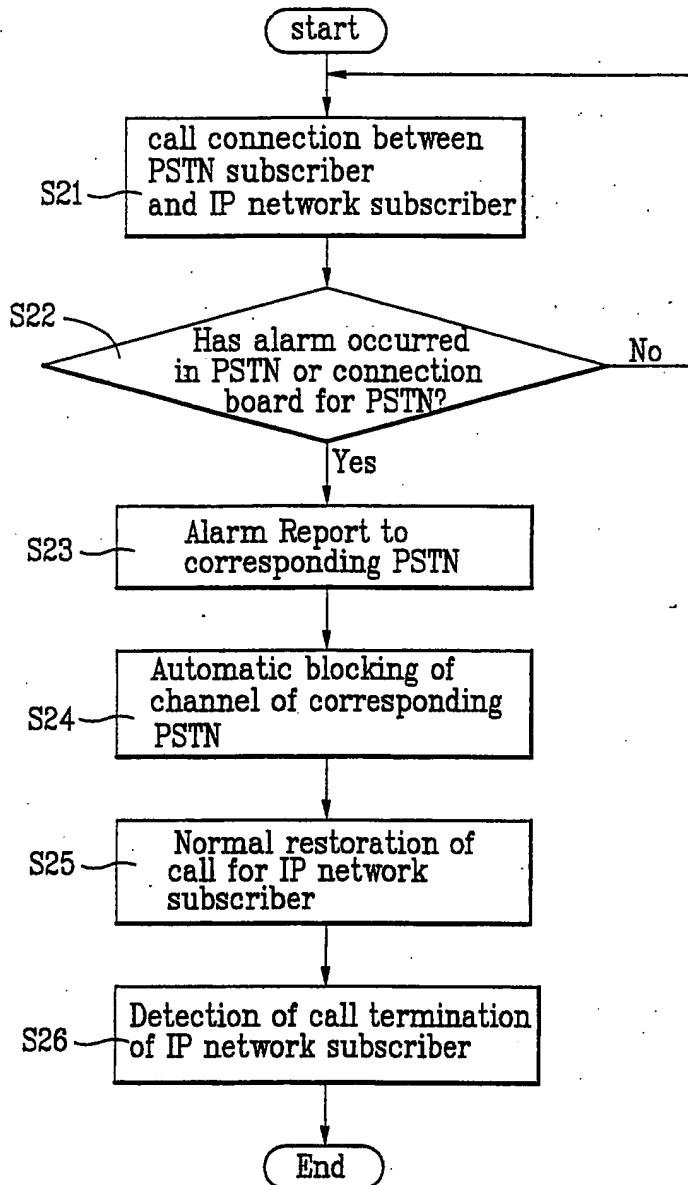 start
call connection between
PSTN subscriber
and IP network subscriber
S21
S22
Has alarm occurred
in PSTN or connection
board for PSTN?
No
Yes
S23
Alarm Report to
corresponding PSTN
S24
Automatic blocking of
channel of corresponding
PSTN
S25
Normal restoration of
call for IP network
subscriber
S26
Detection of call termination
of IP network subscriber
End